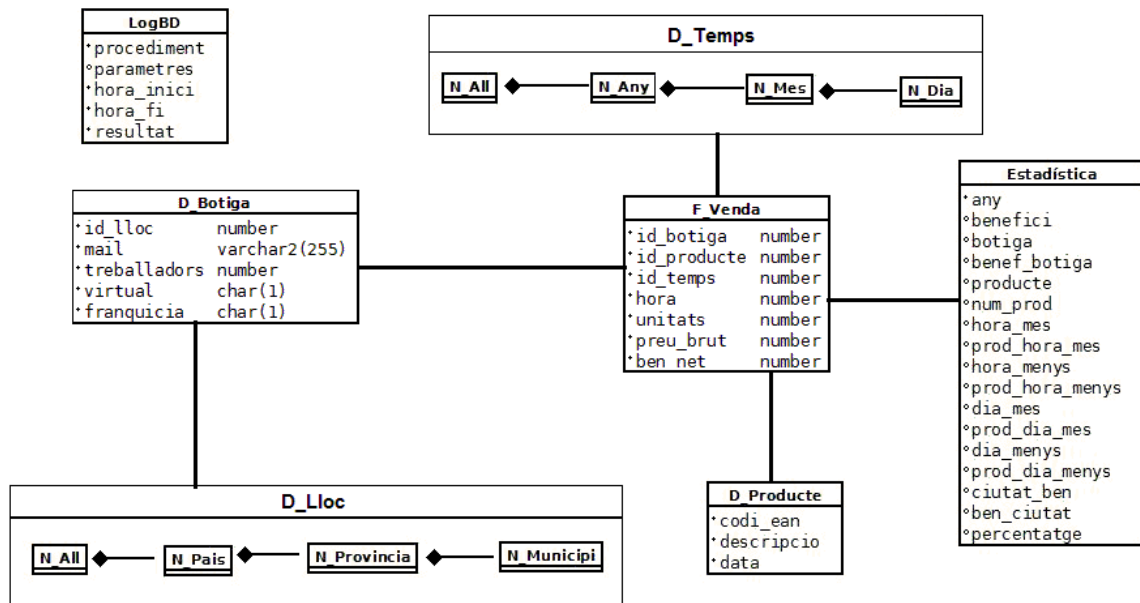 LogBD
procediment
parametres
hora_inici
hora_fi
resultat
D_Temps
N_All
N_Any
N_Mes
N_Dia
D_Botiga
id_lloc number
mail varchar2(255)
treballadors number
virtual char(1)
franquicia char(1)
F_Venda
id_botiga number
id_producte number
id_temps number
hora number
unitats number
preu_brut number
ben_net number
Estadística
any
benefici
botiga
benef_botiga
producte
num_prod
hora_mes
prod_hora_mes
hora_menys
prod_hora_menys
dia_mes
prod_dia_mes
dia_menys
prod_dia_menys
ciutat_ben
ben_ciutat
percentatge
D_Lloc
N_All
N_Pais
N_Provincia
N_Municipi
D_Producte
codi_ean
descripcio
data